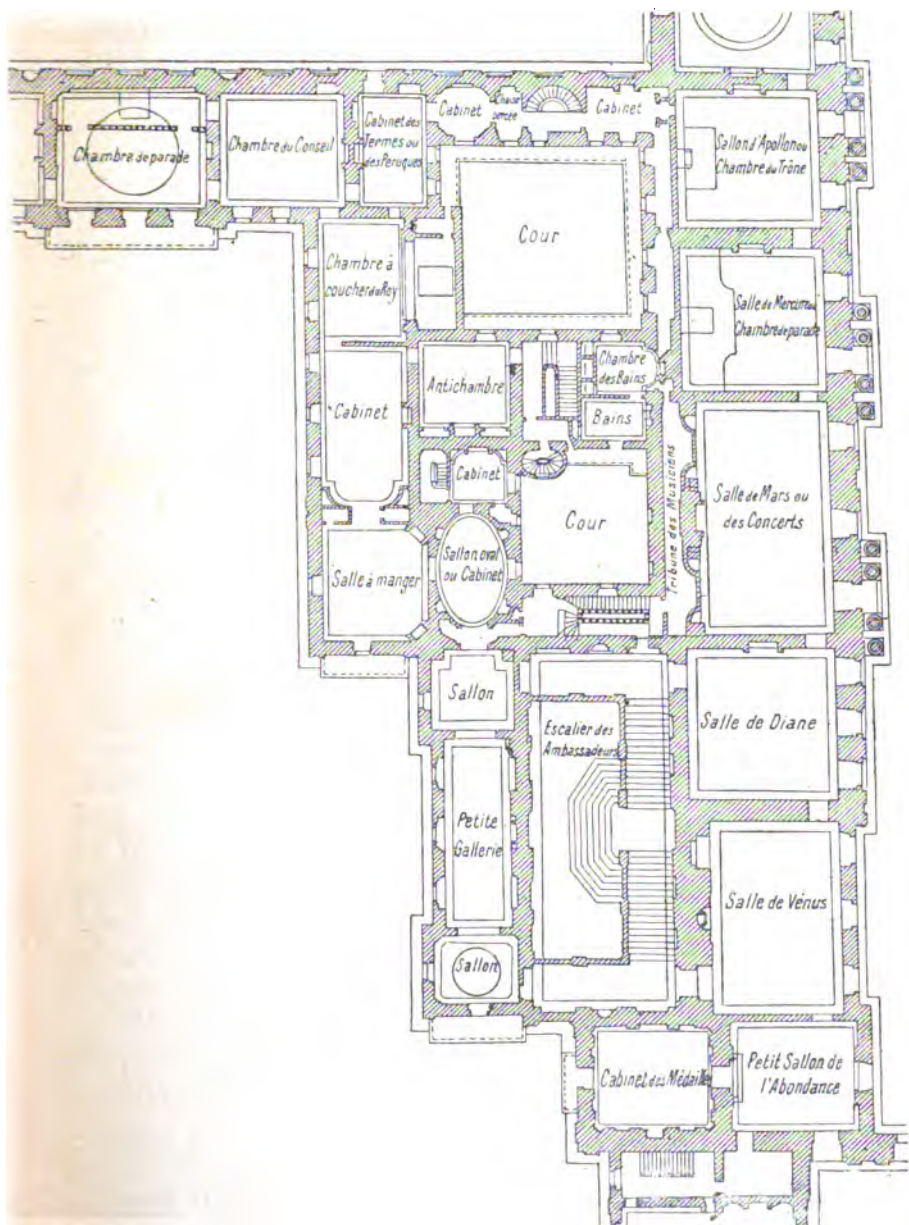 Cabinet
Chaise
percée
Cabinet
Chambre de parade
Chambre du Conseil
Cabinet des
Termes ou
des Peruques
Sallon d'Apollon ou
Chambre du Trône
Cour
Chambre à
coucher du Roy
Salle de Mercure ou
Chambre de parade
Cabinet
Antichambre
Chambre
des Bains
Bains
Cabinet
Cour
Tribune des Musiciens
Salle de Mars ou
des Concerts
Salle à manger
Sallon oval
ou Cabinet
Sallon
Escalier des
Ambassadeurs
Salle de Diane
Petite
Gallerie
Salle de Vénus
Sallon
Cabinet des Médailles
Petit Sallon de
l'Abondance